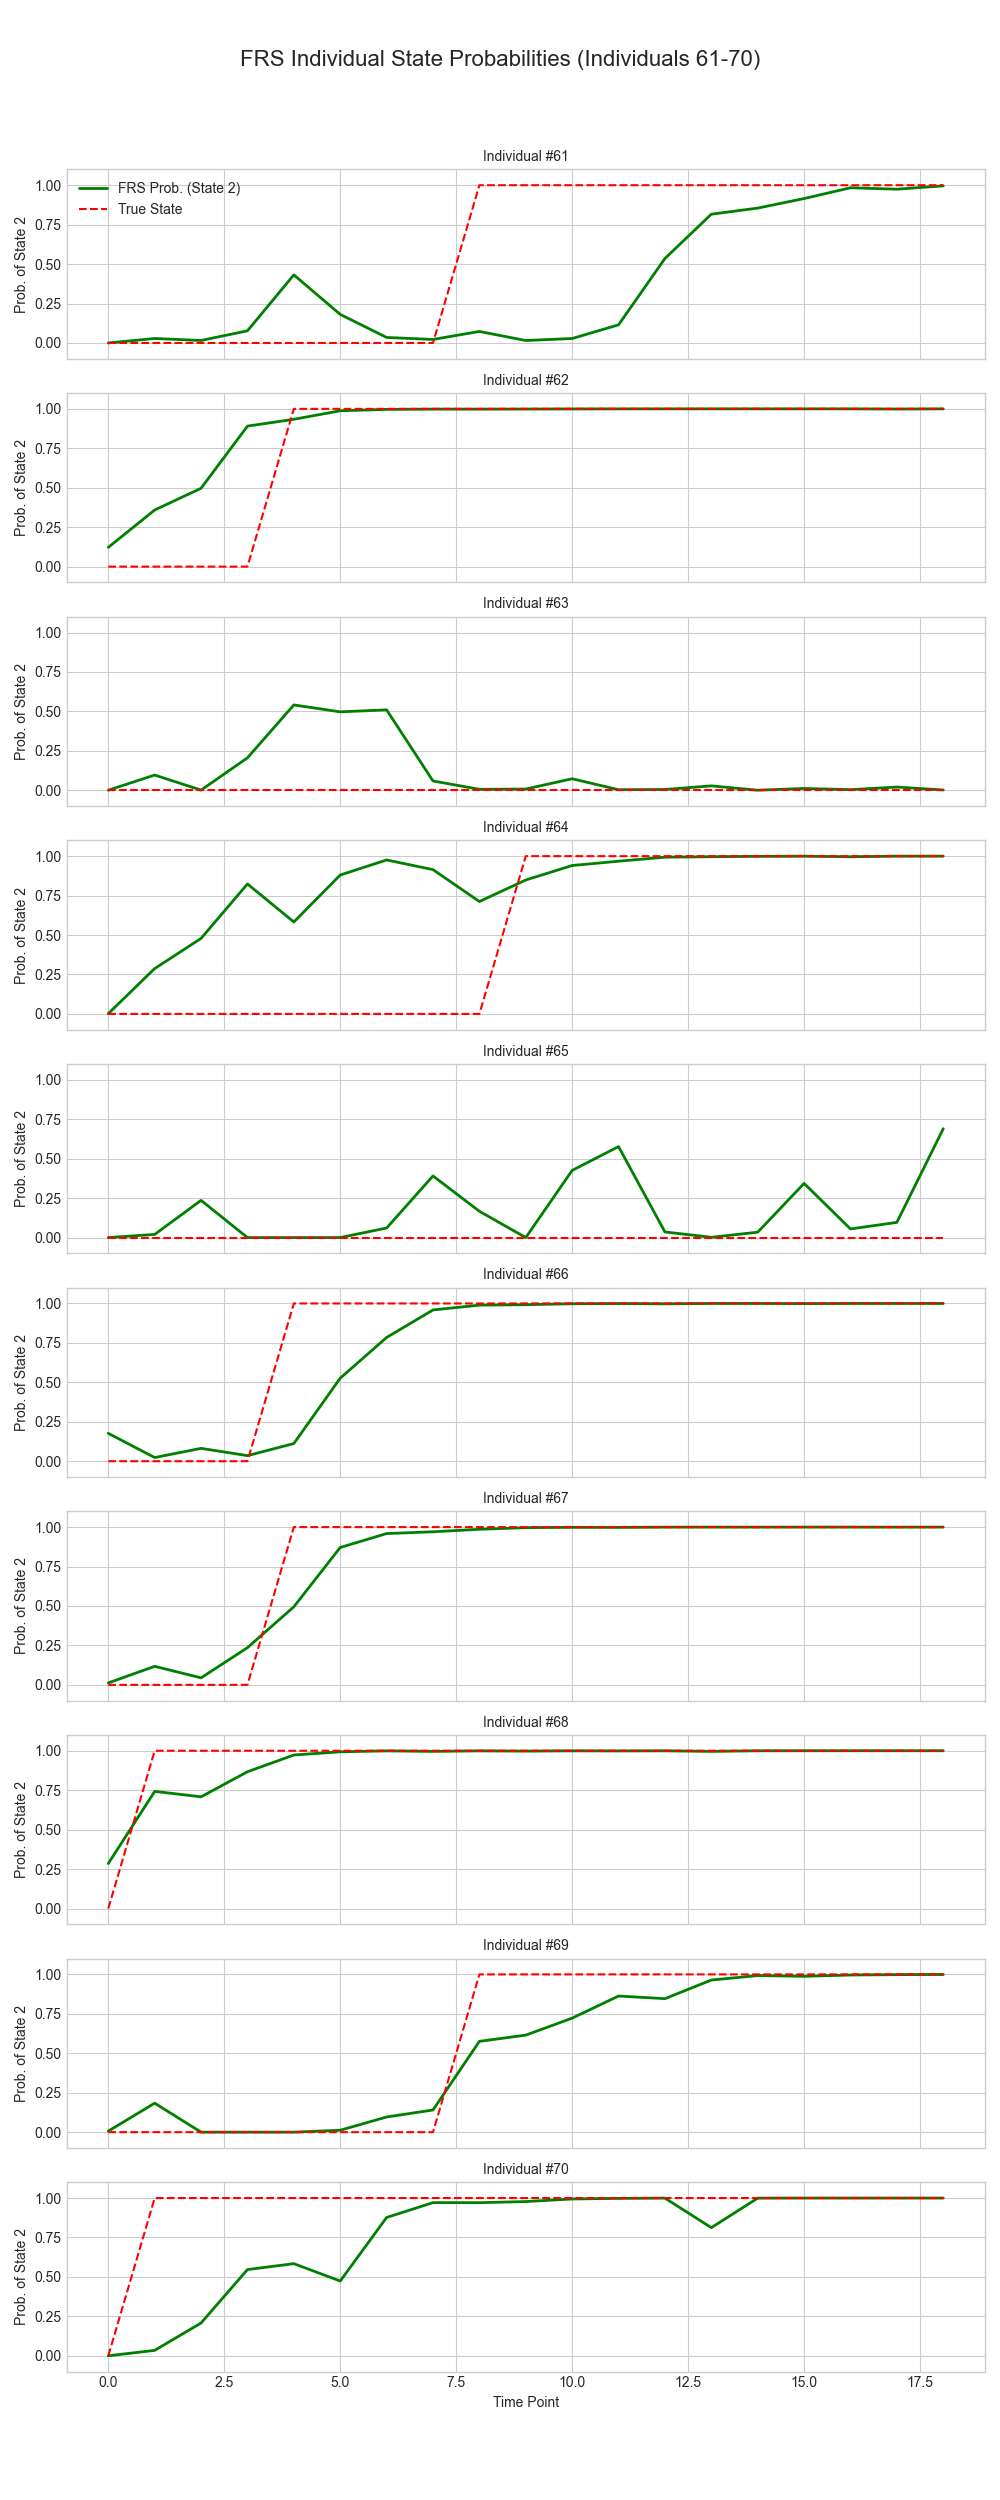 FRS Individual State Probabilities (Individuals 61-70)
Individual #61
FRS Prob. (State 2)
True State
Prob. of State 2
1.00
0.75
0.50
0.25
0.00
Individual #62
Prob. of State 2
1.00
0.75
0.50
0.25
0.00
Individual #63
Prob. of State 2
1.00
0.75
0.50
0.25
0.00
Individual #64
Prob. of State 2
1.00
0.75
0.50
0.25
0.00
Individual #65
Prob. of State 2
1.00
0.75
0.50
0.25
0.00
Individual #66
Prob. of State 2
1.00
0.75
0.50
0.25
0.00
Individual #67
Prob. of State 2
1.00
0.75
0.50
0.25
0.00
Individual #68
Prob. of State 2
1.00
0.75
0.50
0.25
0.00
Individual #69
Prob. of State 2
1.00
0.75
0.50
0.25
0.00
Individual #70
Prob. of State 2
1.00
0.75
0.50
0.25
0.00
0.0 2.5 5.0 7.5 10.0 12.5 15.0 17.5
Time Point